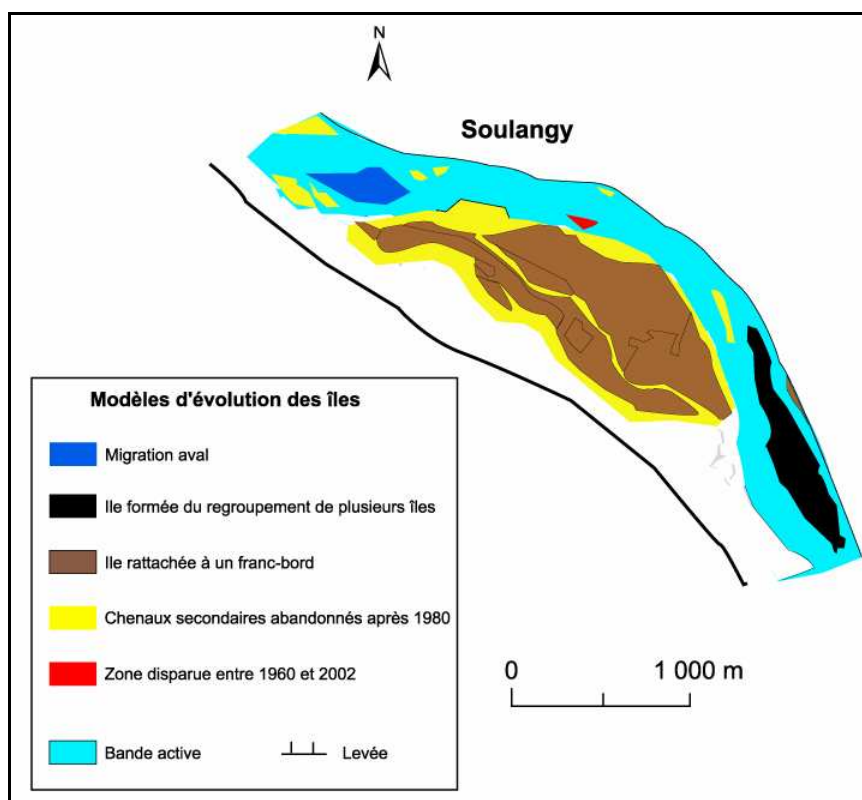 N
Soulangy
Modèles d'évolution des îles
Migration aval
Ile formée du regroupement de plusieurs îles
Ile rattachée à un franc-bord
Chenaux secondaires abandonnés après 1980
Zone disparue entre 1960 et 2002
Bande active
Levée
0 1 000 m